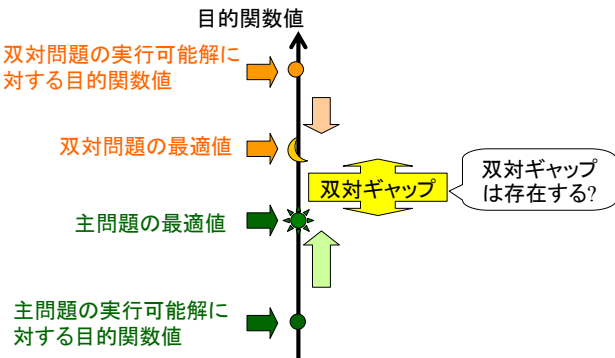 目的関数値
双対問題の実行可能解に
対する目的関数値
双対問題の最適値
双対ギャップ
双対ギャップ
は存在する?
主問題の最適値
主問題の実行可能解に
対する目的関数値